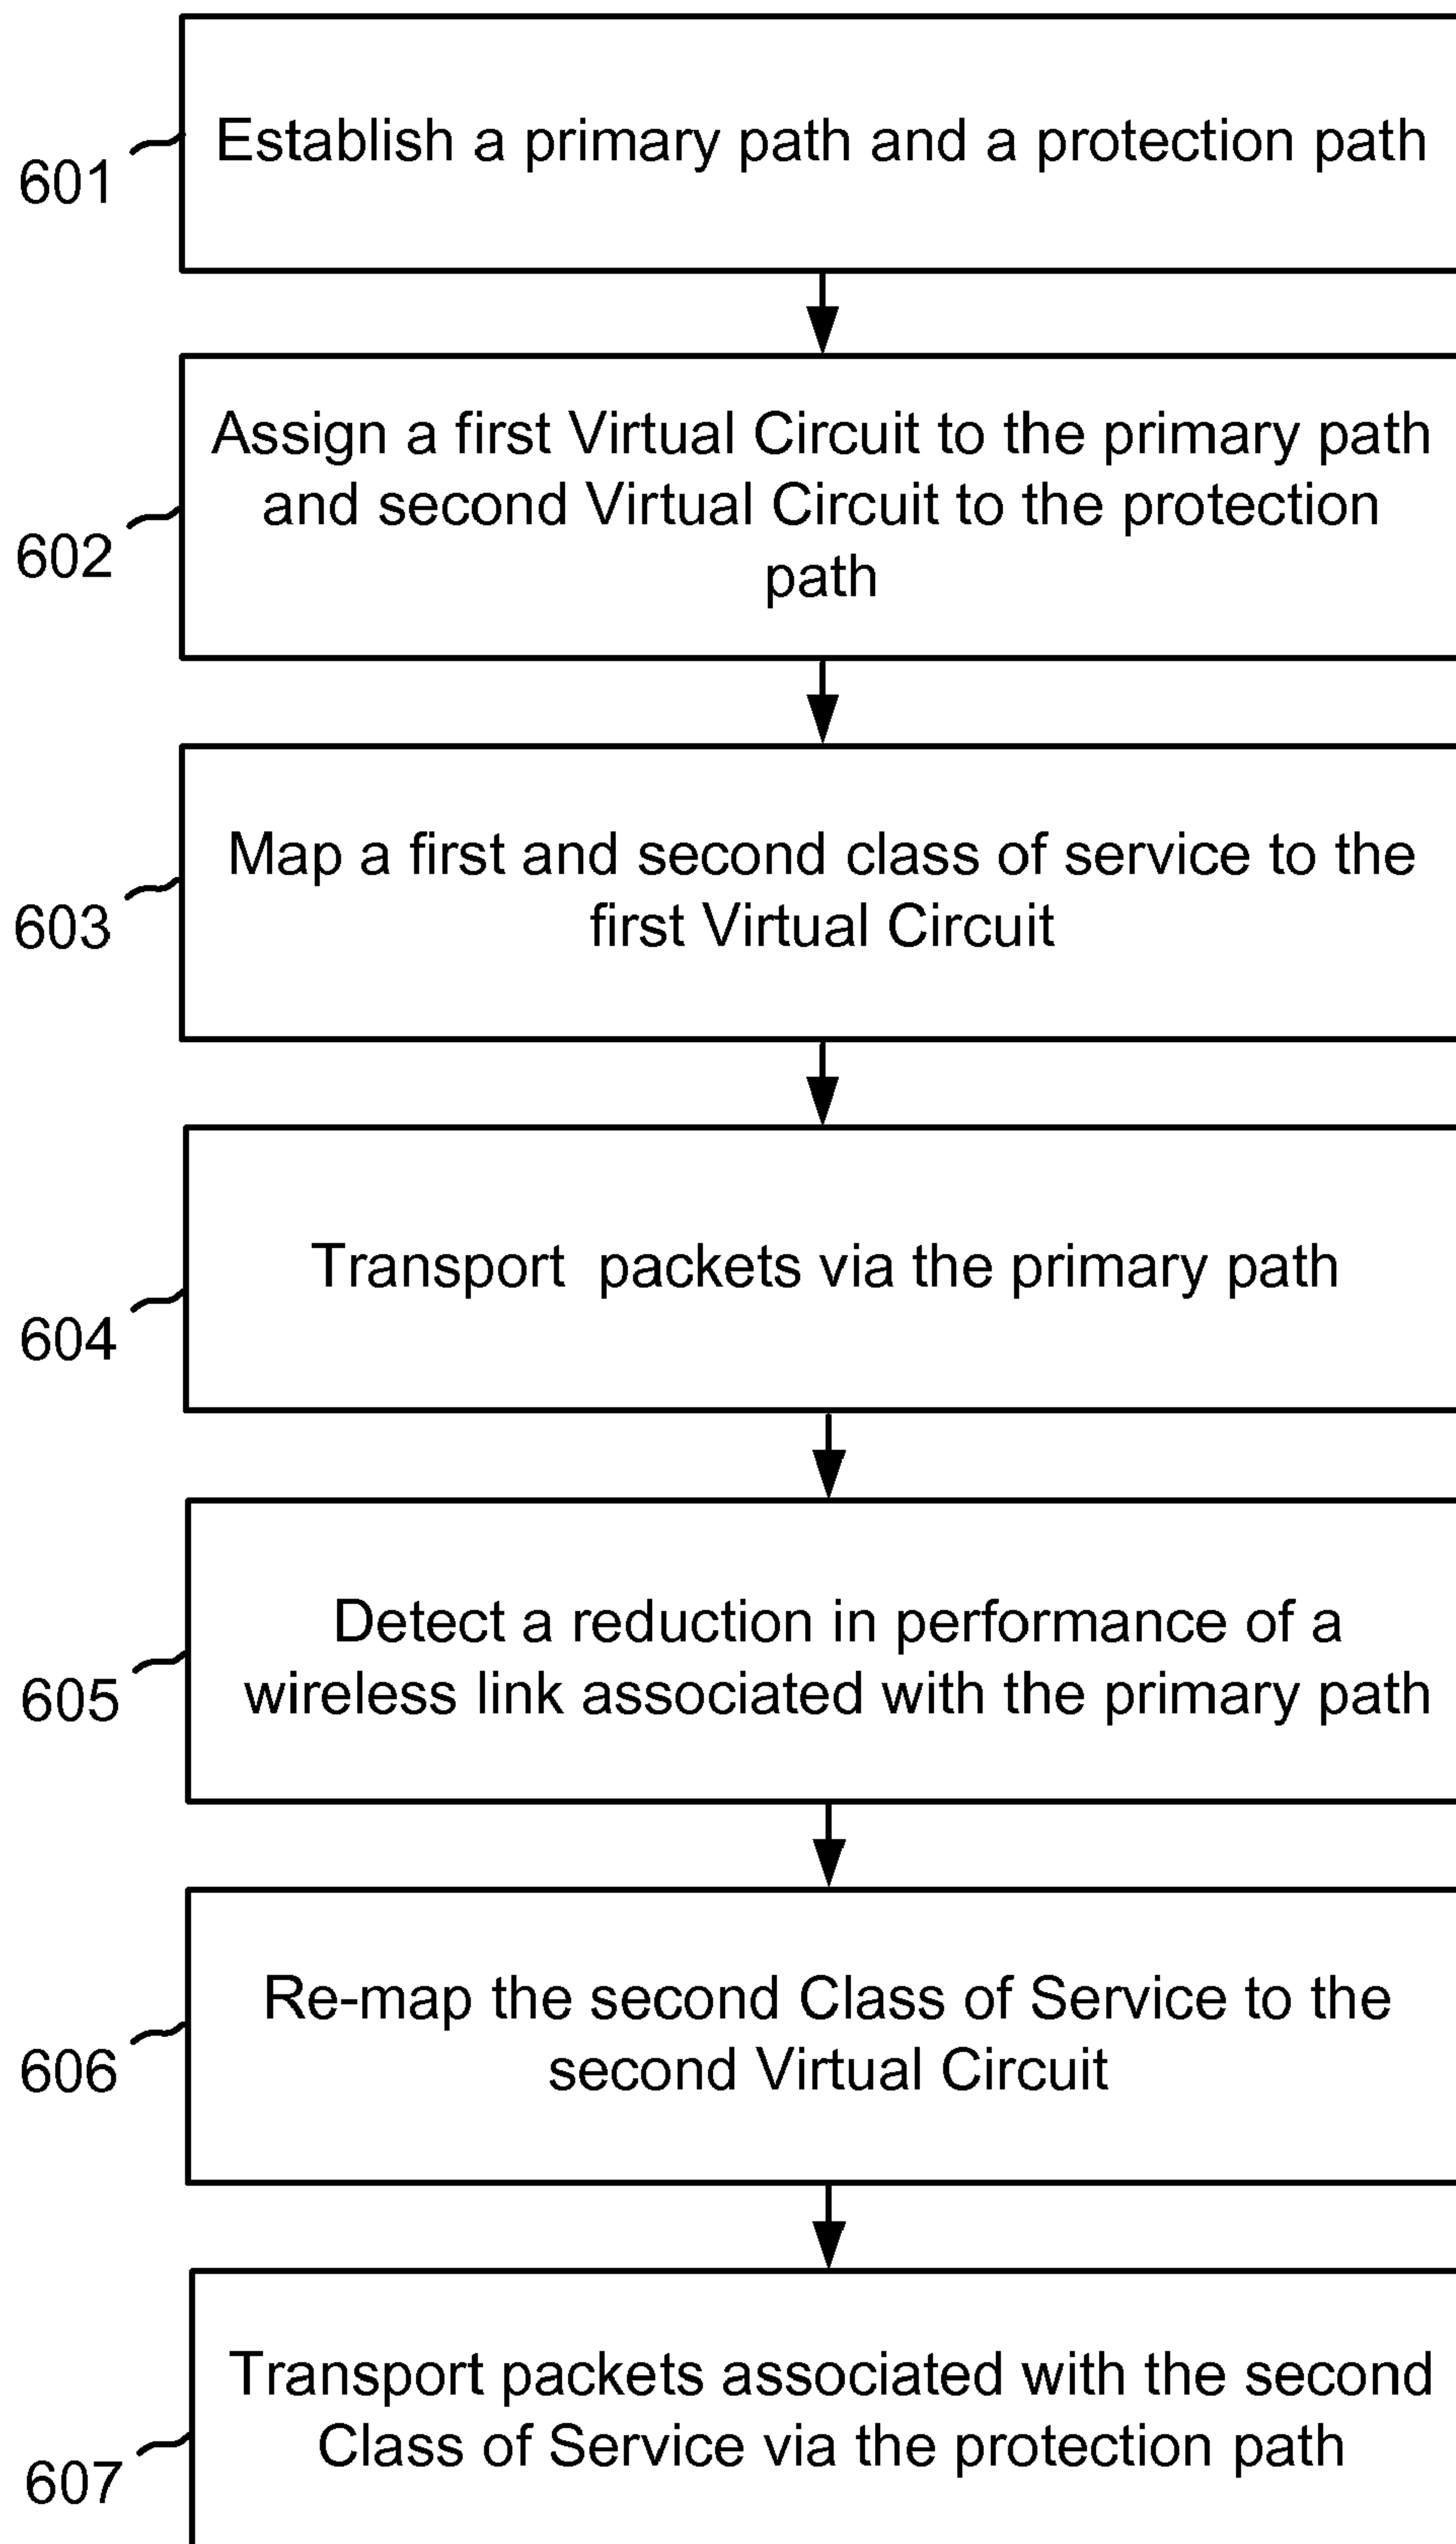 Establish a primary path and a protection path
601
Assign a first Virtual Circuit to the primary path
and second Virtual Circuit to the protection
path
602
Map a first and second class of service to the
first Virtual Circuit
603
Transport packets via the primary path
604
Detect a reduction in performance of a
wireless link associated with the primary path
605
Re-map the second Class of Service to the
second Virtual Circuit
606
Transport packets associated with the second
Class of Service via the protection path
607